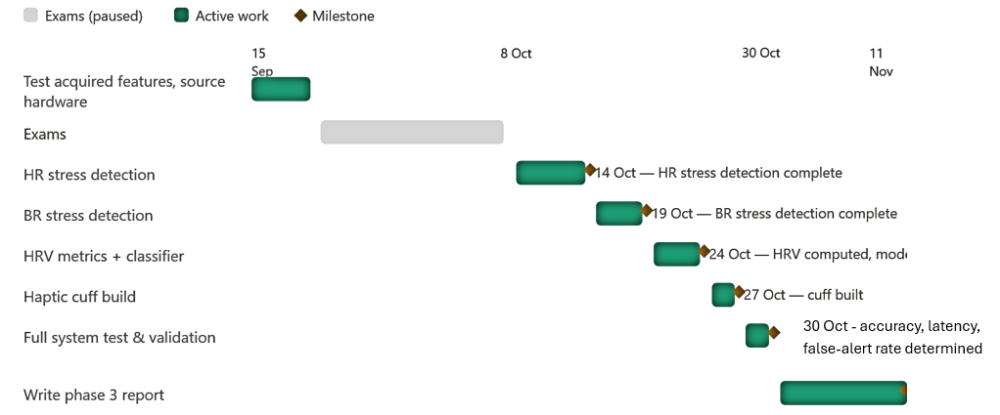 Exams (paused)
Active work
Milestone
15
Sep
8 Oct
30 Oct
11
Nov
Test acquired features, source
hardware
Exams
HR stress detection
14 Oct — HR stress detection complete
BR stress detection
19 Oct — BR stress detection complete
HRV metrics + classifier
24 Oct — HRV computed,
Haptic cuff build
27 Oct — cuff built
Full system test & validation
30 Oct - accuracy, latency,
false-alert rate determined
Write phase 3 report